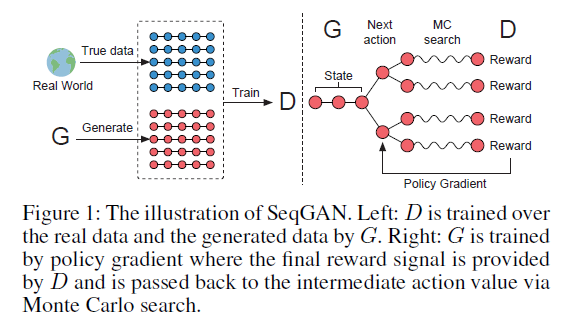 True data
Real World
G
Generate
Train
D
G
Next
action
MC
search
D
State
Reward
Reward
Reward
Reward
Policy Gradient
Figure 1: The illustration of SeqGAN. Left: D is trained over
the real data and the generated data by G. Right: G is trained
by policy gradient where the final reward signal is provided
by D and is passed back to the intermediate action value via
Monte Carlo search.